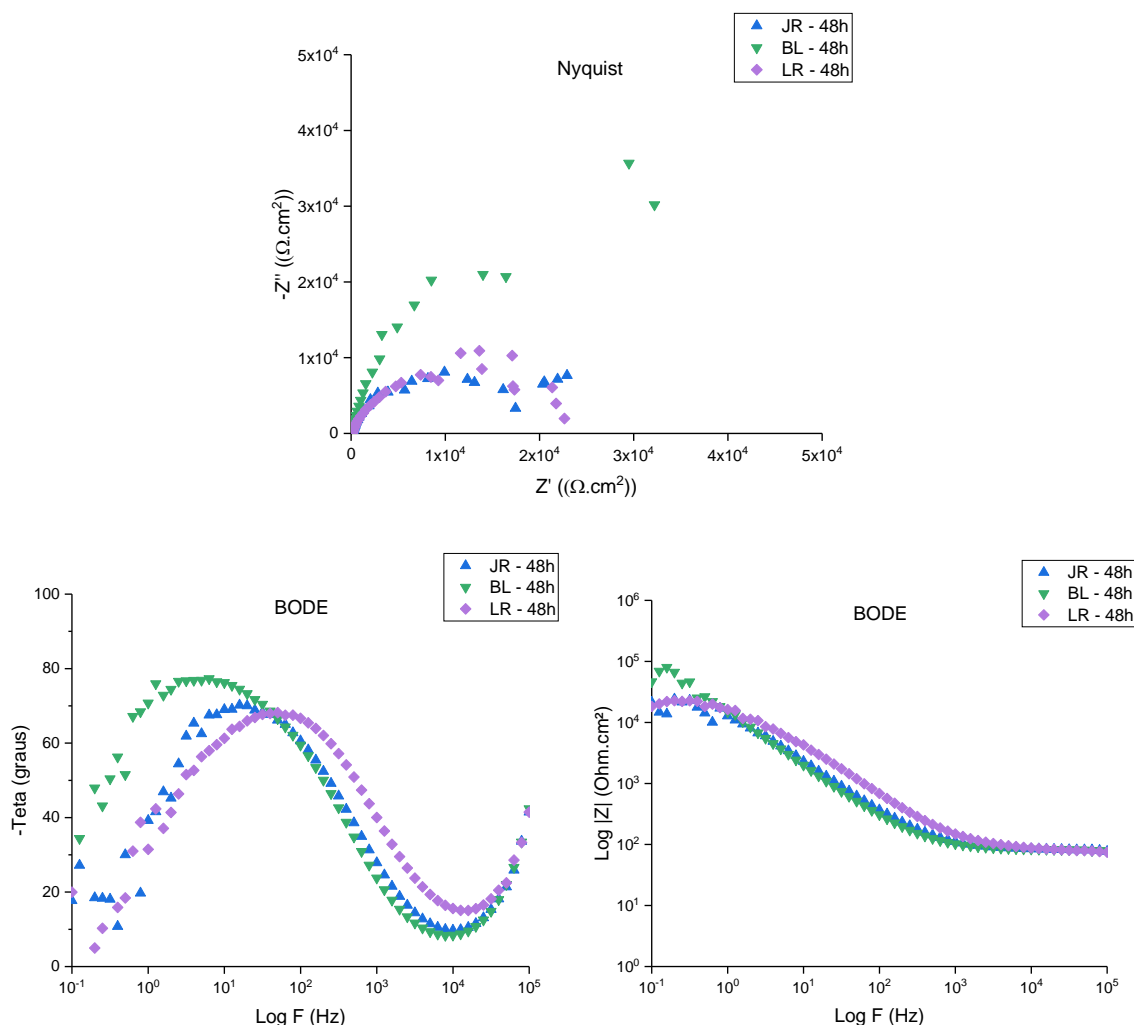 JR - 48h
BL - 48h
LR - 48h
Nyquist
5x10⁴
4x10⁴
3x10⁴
2x10⁴
1x10⁴
0
-Z'' ((Ω.cm²))
0
1x10⁴
2x10⁴
3x10⁴
4x10⁴
5x10⁴
Z' ((Ω.cm²))
JR - 48h
BL - 48h
LR - 48h
BODE
100
80
60
40
20
0
-Teta (graus)
10⁻¹
10⁰
10¹
10²
10³
10⁴
10⁵
Log F (Hz)
JR - 48h
BL - 48h
LR - 48h
BODE
10⁶
10⁵
10⁴
10³
10²
10¹
10⁰
Log |Z| (Ohm.cm²)
10⁻¹
10⁰
10¹
10²
10³
10⁴
10⁵
Log F (Hz)